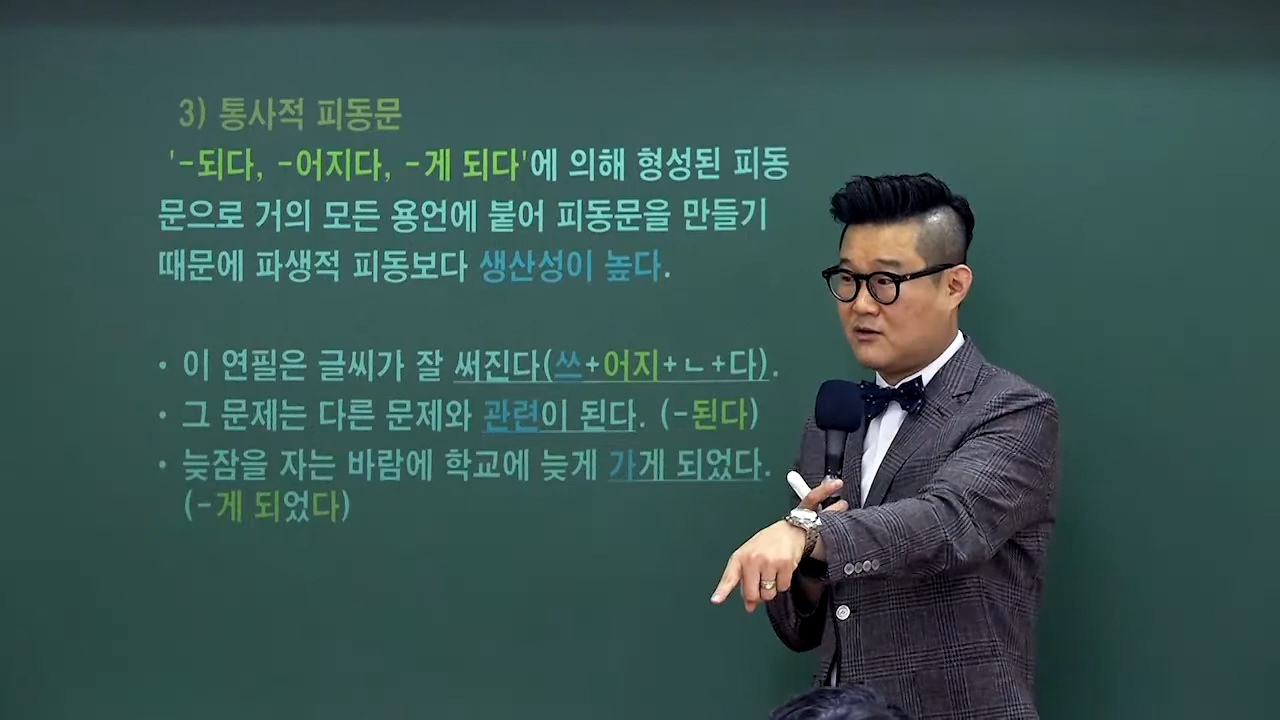 3) 통사적 피동문
'-되다, -어지다, -게 되다'에 의해 형성된 피동
문으로 거의 모든 용언에 붙어 피동문을 만들기
때문에 파생적 피동보다 생산성이 높다.
• 이 연필은 글씨가 잘 써진다(쓰+어지+ㄴ+다).
• 그 문제는 다른 문제와 관련이 된다. (-된다)
• 늦잠을 자는 바람에 학교에 늦게 가게 되었다.
(-게 되었다)